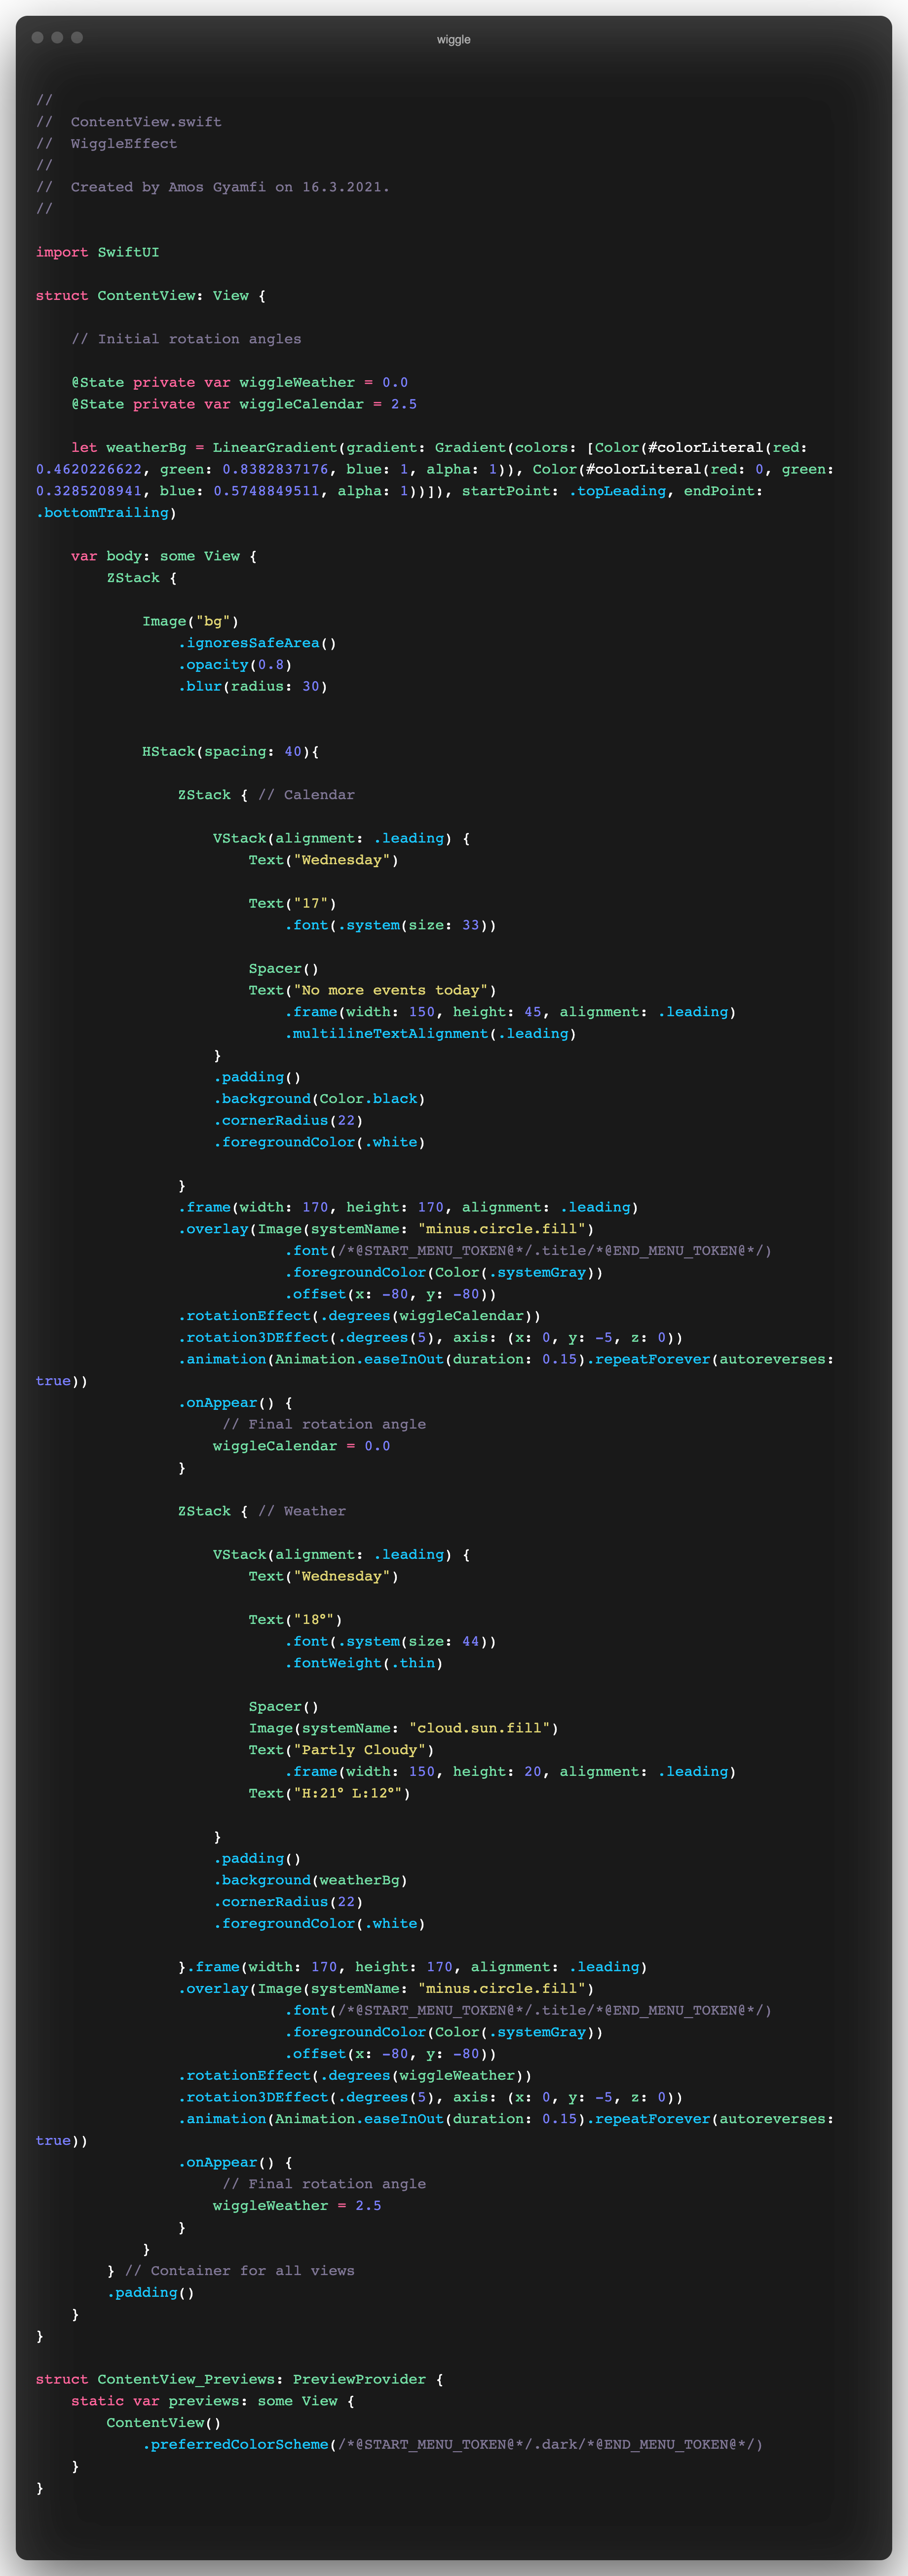 wiggle
//
//  ContentView.swift
//  WiggleEffect
//
//  Created by Amos Gyamfi on 16.3.2021.
//
import SwiftUI
struct ContentView: View {
    // Initial rotation angles
    @State private var wiggleWeather = 0.0
    @State private var wiggleCalendar = 2.5
    let weatherBg = LinearGradient(gradient: Gradient(colors: [Color(#colorLiteral(red:
0.4620226622, green: 0.8382837176, blue: 1, alpha: 1)), Color(#colorLiteral(red: 0, green:
0.3285208941, blue: 0.5748849511, alpha: 1))]), startPoint: .topLeading, endPoint:
.bottomTrailing)
    var body: some View {
        ZStack {
            Image("bg")
                .ignoresSafeArea()
                .opacity(0.8)
                .blur(radius: 30)
            HStack(spacing: 40){
                ZStack { // Calendar
                    VStack(alignment: .leading) {
                        Text("Wednesday")
                        Text("17")
                            .font(.system(size: 33))
                        Spacer()
                        Text("No more events today")
                            .frame(width: 150, height: 45, alignment: .leading)
                            .multilineTextAlignment(.leading)
                    }
                    .padding()
                    .background(Color.black)
                    .cornerRadius(22)
                    .foregroundColor(.white)
                }
                .frame(width: 170, height: 170, alignment: .leading)
                .overlay(Image(systemName: "minus.circle.fill")
                            .font(/*@START_MENU_TOKEN@*/.title/*@END_MENU_TOKEN@*/)
                            .foregroundColor(Color(.systemGray))
                            .offset(x: -80, y: -80))
                .rotationEffect(.degrees(wiggleCalendar))
                .rotation3DEffect(.degrees(5), axis: (x: 0, y: -5, z: 0))
                .animation(Animation.easeInOut(duration: 0.15).repeatForever(autoreverses:
true))
                .onAppear() {
                     // Final rotation angle
                    wiggleCalendar = 0.0
                }
                ZStack { // Weather
                    VStack(alignment: .leading) {
                        Text("Wednesday")
                        Text("18°")
                            .font(.system(size: 44))
                            .fontWeight(.thin)
                        Spacer()
                        Image(systemName: "cloud.sun.fill")
                        Text("Partly Cloudy")
                            .frame(width: 150, height: 20, alignment: .leading)
                        Text("H:21° L:12°")
                    }
                    .padding()
                    .background(weatherBg)
                    .cornerRadius(22)
                    .foregroundColor(.white)
                }.frame(width: 170, height: 170, alignment: .leading)
                .overlay(Image(systemName: "minus.circle.fill")
                            .font(/*@START_MENU_TOKEN@*/.title/*@END_MENU_TOKEN@*/)
                            .foregroundColor(Color(.systemGray))
                            .offset(x: -80, y: -80))
                .rotationEffect(.degrees(wiggleWeather))
                .rotation3DEffect(.degrees(5), axis: (x: 0, y: -5, z: 0))
                .animation(Animation.easeInOut(duration: 0.15).repeatForever(autoreverses:
true))
                .onAppear() {
                     // Final rotation angle
                    wiggleWeather = 2.5
                }
            }
        } // Container for all views
        .padding()
    }
}
struct ContentView_Previews: PreviewProvider {
    static var previews: some View {
        ContentView()
            .preferredColorScheme(/*@START_MENU_TOKEN@*/.dark/*@END_MENU_TOKEN@*/)
    }
}